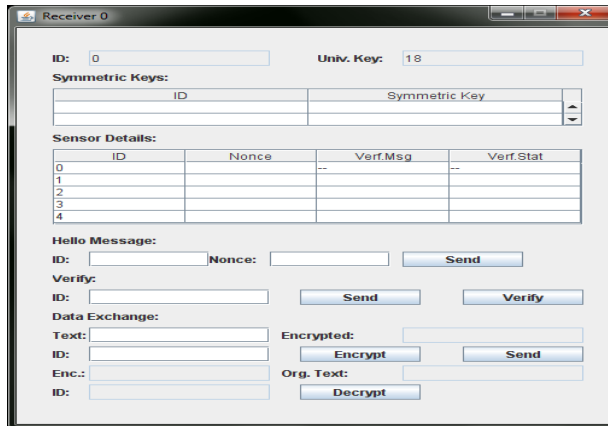 Receiver 0
ID: 0 Univ. Key: 18
Symmetric Keys:
ID Symmetric Key
Sensor Details:
ID Nonce Verf.Msg Verf.Stat
0 -- --
1
2
3
4
Hello Message:
ID: Nonce: Send
Verify:
ID: Send Verify
Data Exchange:
Text: Encrypted:
ID: Encrypt Send
Enc.: Org. Text:
ID: Decrypt